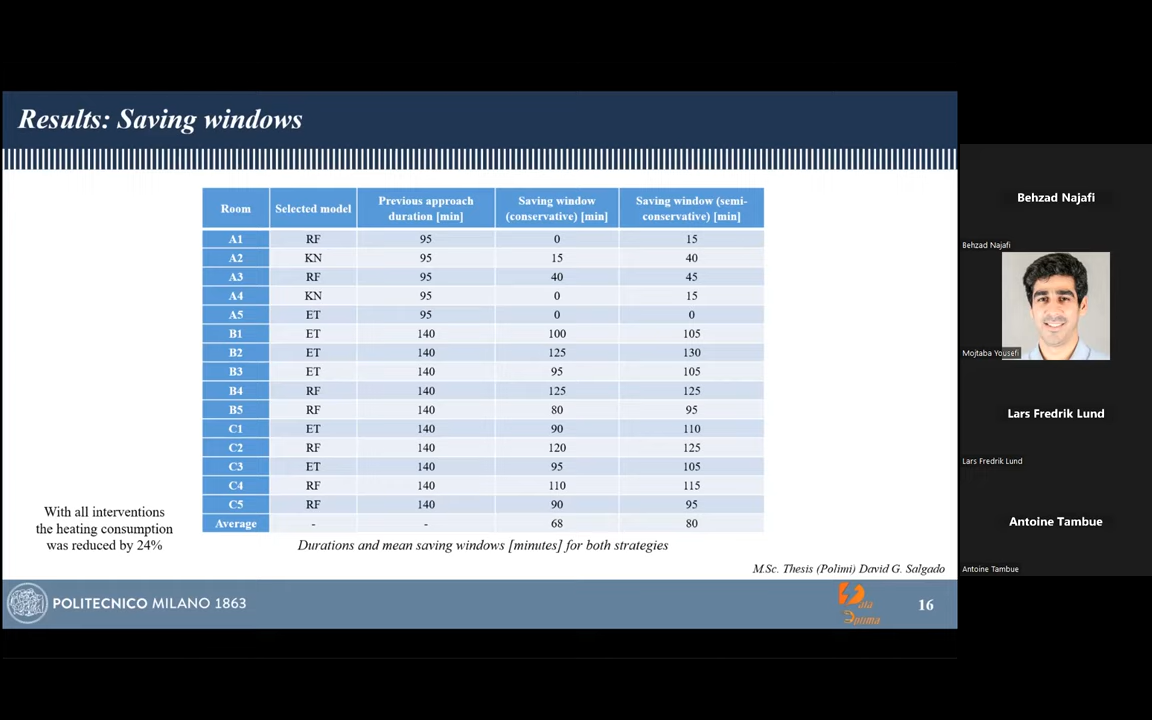 Results: Saving windows
Room Selected model Previous approach duration [min] Saving window (conservative) [min] Saving window (semi-conservative) [min]
A1 RF 95 0 15
A2 KN 95 15 40
A3 RF 95 40 45
A4 KN 95 0 15
A5 ET 95 0 0
B1 ET 140 100 105
B2 ET 140 125 130
B3 ET 140 95 105
B4 RF 140 125 125
B5 RF 140 80 95
C1 ET 140 90 110
C2 RF 140 120 125
C3 ET 140 95 105
C4 RF 140 110 115
C5 RF 140 90 95
Average - - 68 80
With all interventions
the heating consumption
was reduced by 24%
Durations and mean saving windows [minutes] for both strategies
M.Sc. Thesis (Polimi) David G. Salgado
POLITECNICO MILANO 1863
16
Behzad Najafi
Behzad Najafi
Mojtaba Yousefi
Lars Fredrik Lund
Lars Fredrik Lund
Antoine Tambue
Antoine Tambue